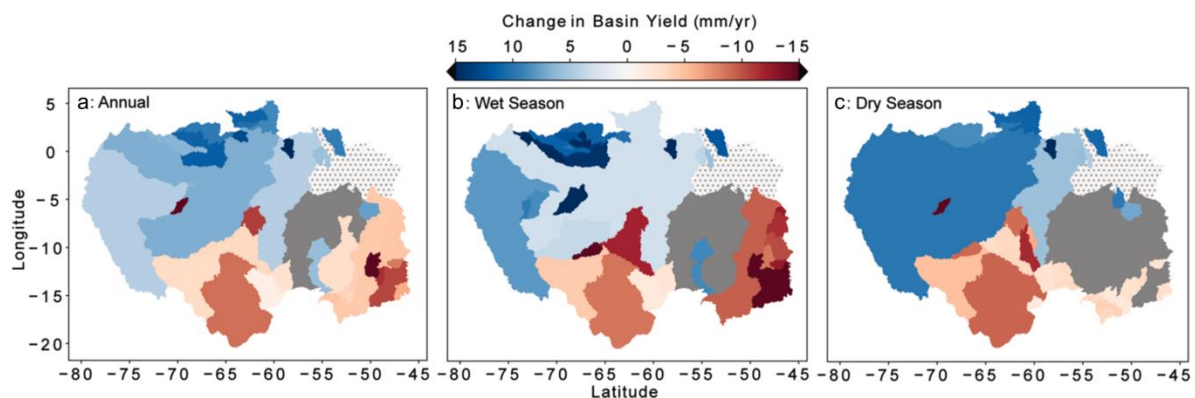 Change in Basin Yield (mm/yr)
15 10 5 0 −5 −10 −15
a: Annual
b: Wet Season
c: Dry Season
5
0
−5
−10
−15
−20
Longitude
−80 −75 −70 −65 −60 −55 −50 −45
−80 −75 −70 −65 −60 −55 −50 −45
−80 −75 −70 −65 −60 −55 −50 −45
Latitude